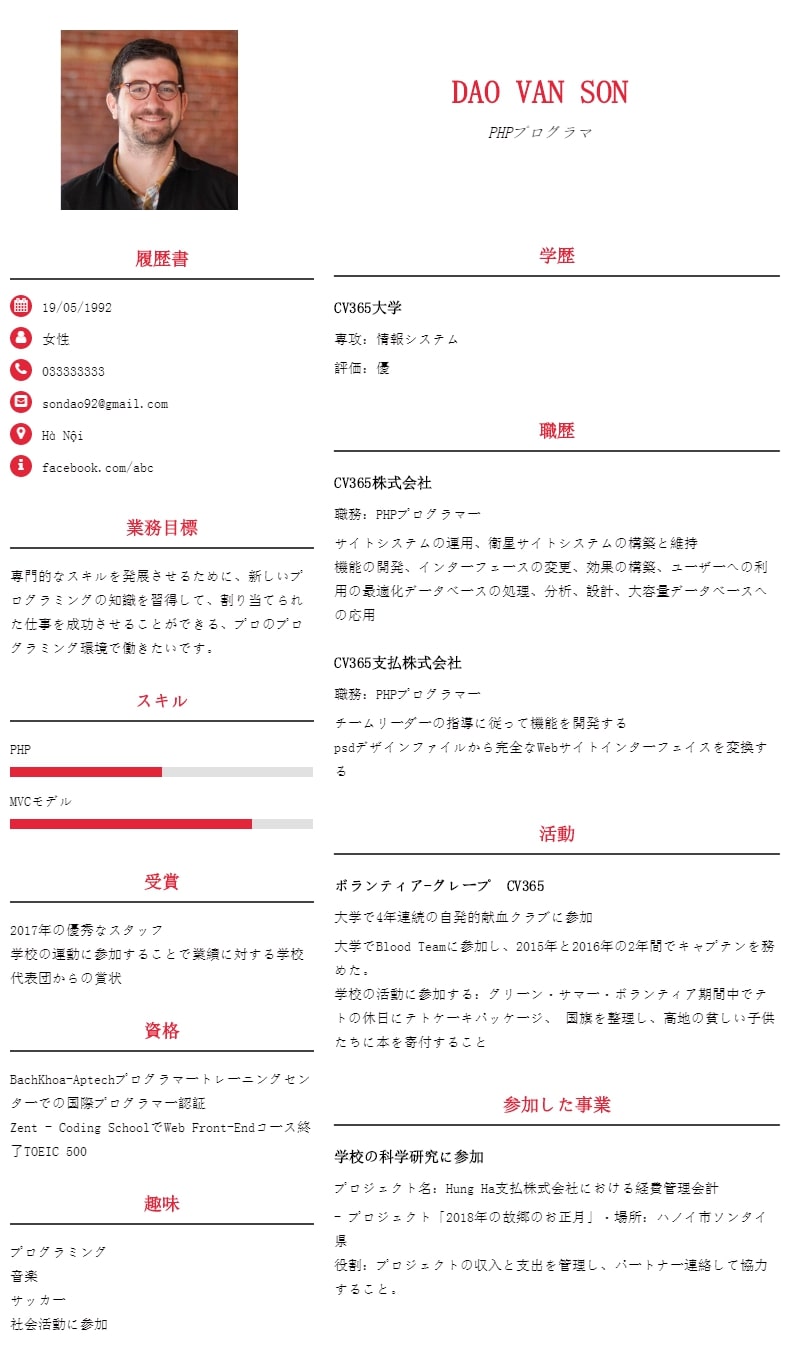 DAO VAN SON
PHPプログラマ
履歴書
19/05/1992
女性
033333333
sondao92@gmail.com
Hà Nội
facebook.com/abc
業務目標
専門的なスキルを発展させるために、新しいプ
ログラミングの知識を習得して、割り当てられ
た仕事を成功させることができる、プロのプロ
グラミング環境で働きたいです。
スキル
PHP
MVCモデル
受賞
2017年の優秀なスタッフ
学校の運動に参加することで業績に対する学校
代表団からの賞状
資格
BachKhoa-Aptechプログラマートレーニングセン
ターでの国際プログラマー認証
Zent - Coding SchoolでWeb Front-Endコース終
了TOEIC 500
趣味
プログラミング
音楽
サッカー
社会活動に参加
学歴
CV365大学
専攻: 情報システム
評価: 優
職歴
CV365株式会社
職務: PHPプログラマー
サイトシステムの運用、衛星サイトシステムの構築と維持
機能の開発、インターフェースの変更、効果の構築、ユーザーへの利
用の最適化データベースの処理、分析、設計、大容量データベースへ
の応用
CV365支払株式会社
職務: PHPプログラマー
チームリーダーの指導に従って機能を開発する
psdデザインファイルから完全なWebサイトインターフェイスを変換す
る
活動
ボランティア-グレープ　CV365
大学で4年連続の自発的献血クラブに参加
大学でBlood Teamに参加し、2015年と2016年の2年間でキャプテンを務
めた。
学校の活動に参加する: グリーン・サマー・ボランティア期間中でテ
トの休日にテトケーキパッケージ、 国旗を整理し、高地の貧しい子供
たちに本を寄付すること
参加した事業
学校の科学研究に参加
プロジェクト名: Hung Ha支払株式会社における経費管理会計
- プロジェクト「2018年の故郷のお正月」・場所: ハノイ市ソンタイ
県
役割: プロジェクトの収入と支出を管理し、パートナー連絡して協力
すること。